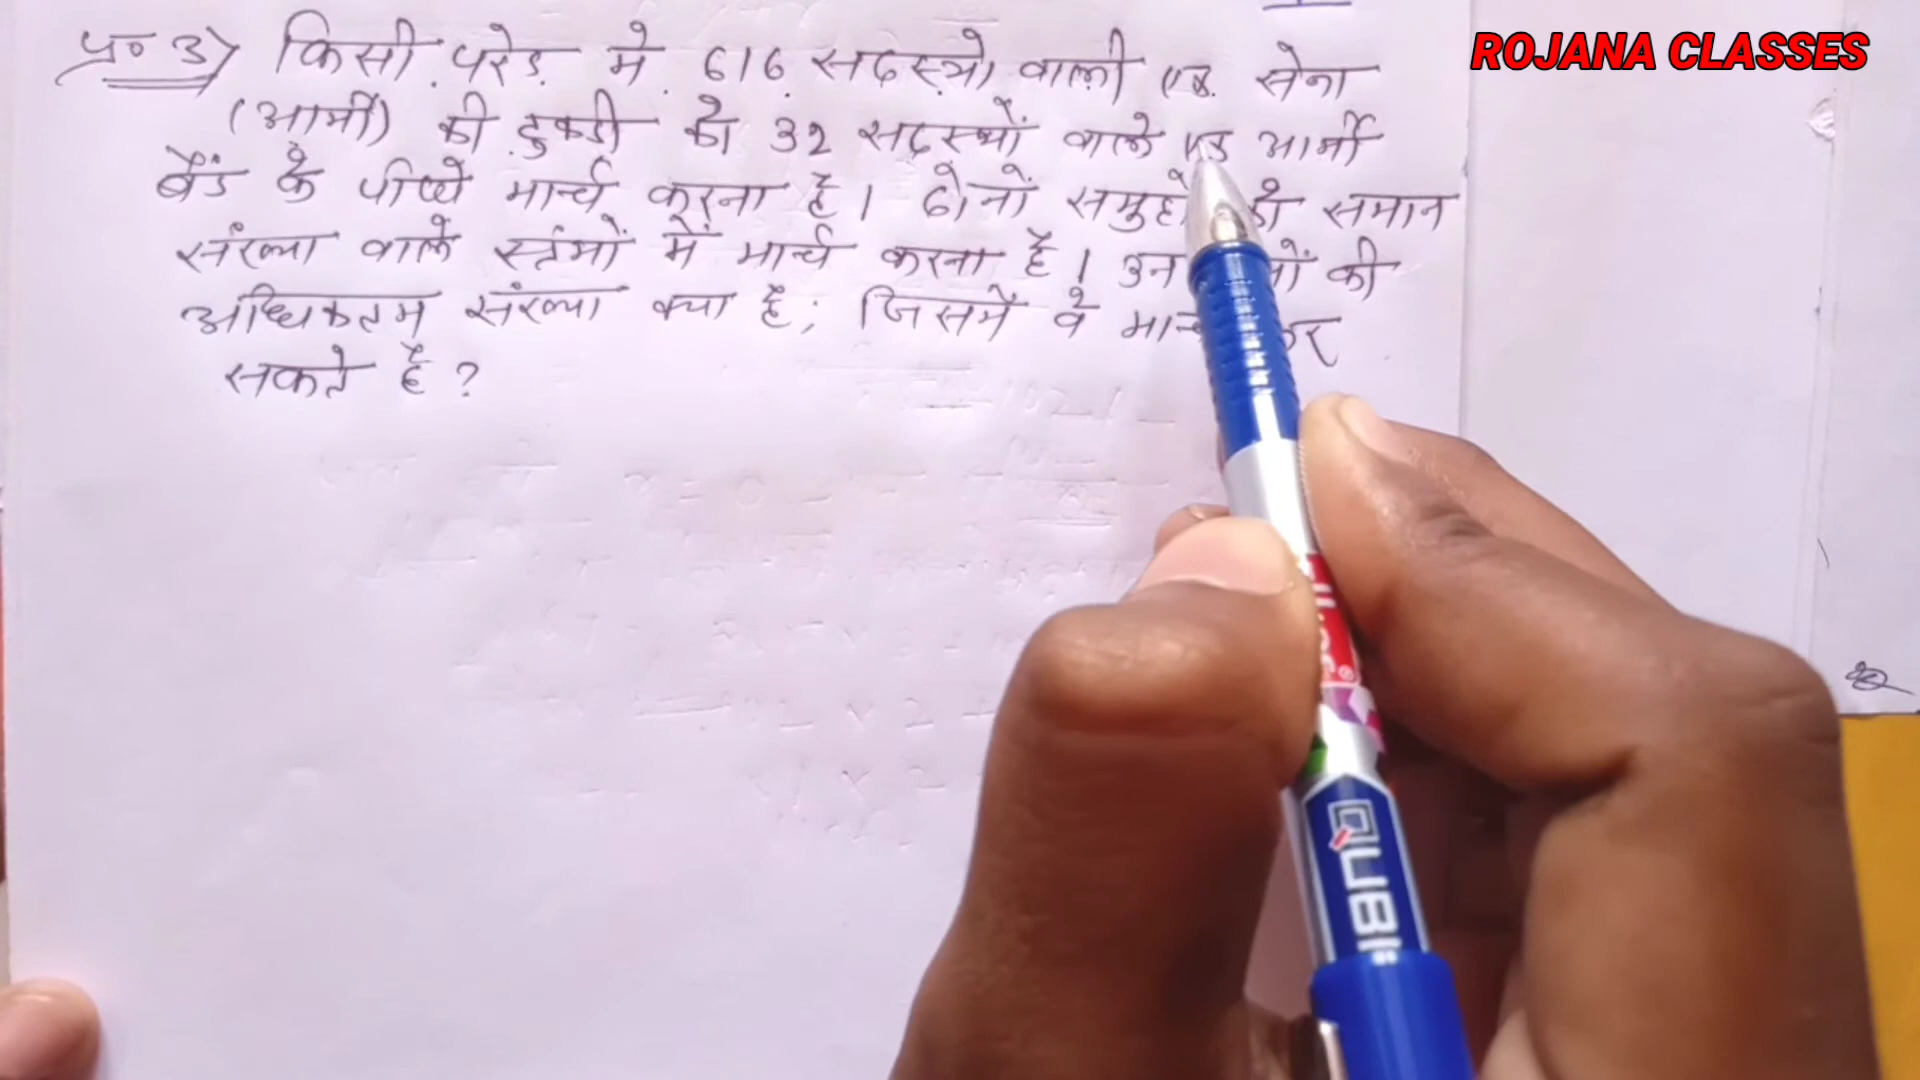 ROJANA CLASSES
प्र० 3) किसी परेड में 616 सदस्यो वाली एक सेना
(आर्मी) की टुकडी को 32 सदस्यों वाले एक आर्मी
बैंड के पीछे मार्च करना है। दोनों समुहो को समान
संख्या वाले स्तंभों में मार्च करना है। उन की
अधिकतम संख्या क्या है; जिसमें वे
सकते है?
QUBE